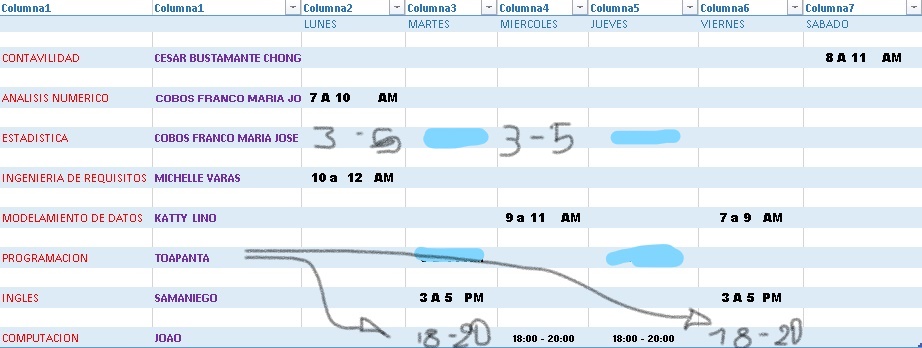 Columna1 Columna1 Columna2 Columna3 Columna4 Columna5 Columna6 Columna7
LUNES MARTES MIERCOLES JUEVES VIERNES SABADO
CONTAVILIDAD CESAR BUSTAMANTE CHONG 8 A 11 AM
ANALISIS NUMERICO COBOS FRANCO MARIA JO 7 A 10 AM
ESTADISTICA COBOS FRANCO MARIA JOSE 3 - 5 3 - 5
INGENIERIA DE REQUISITOS MICHELLE VARAS 10 a 12 AM
MODELAMIENTO DE DATOS KATTY LINO 9 a 11 AM 7 a 9 AM
PROGRAMACION TOAPANTA
INGLES SAMANIEGO 3 A 5 PM 3 A 5 PM
COMPUTACION JOAO 18-20 18:00 - 20:00 18:00 - 20:00 18-20